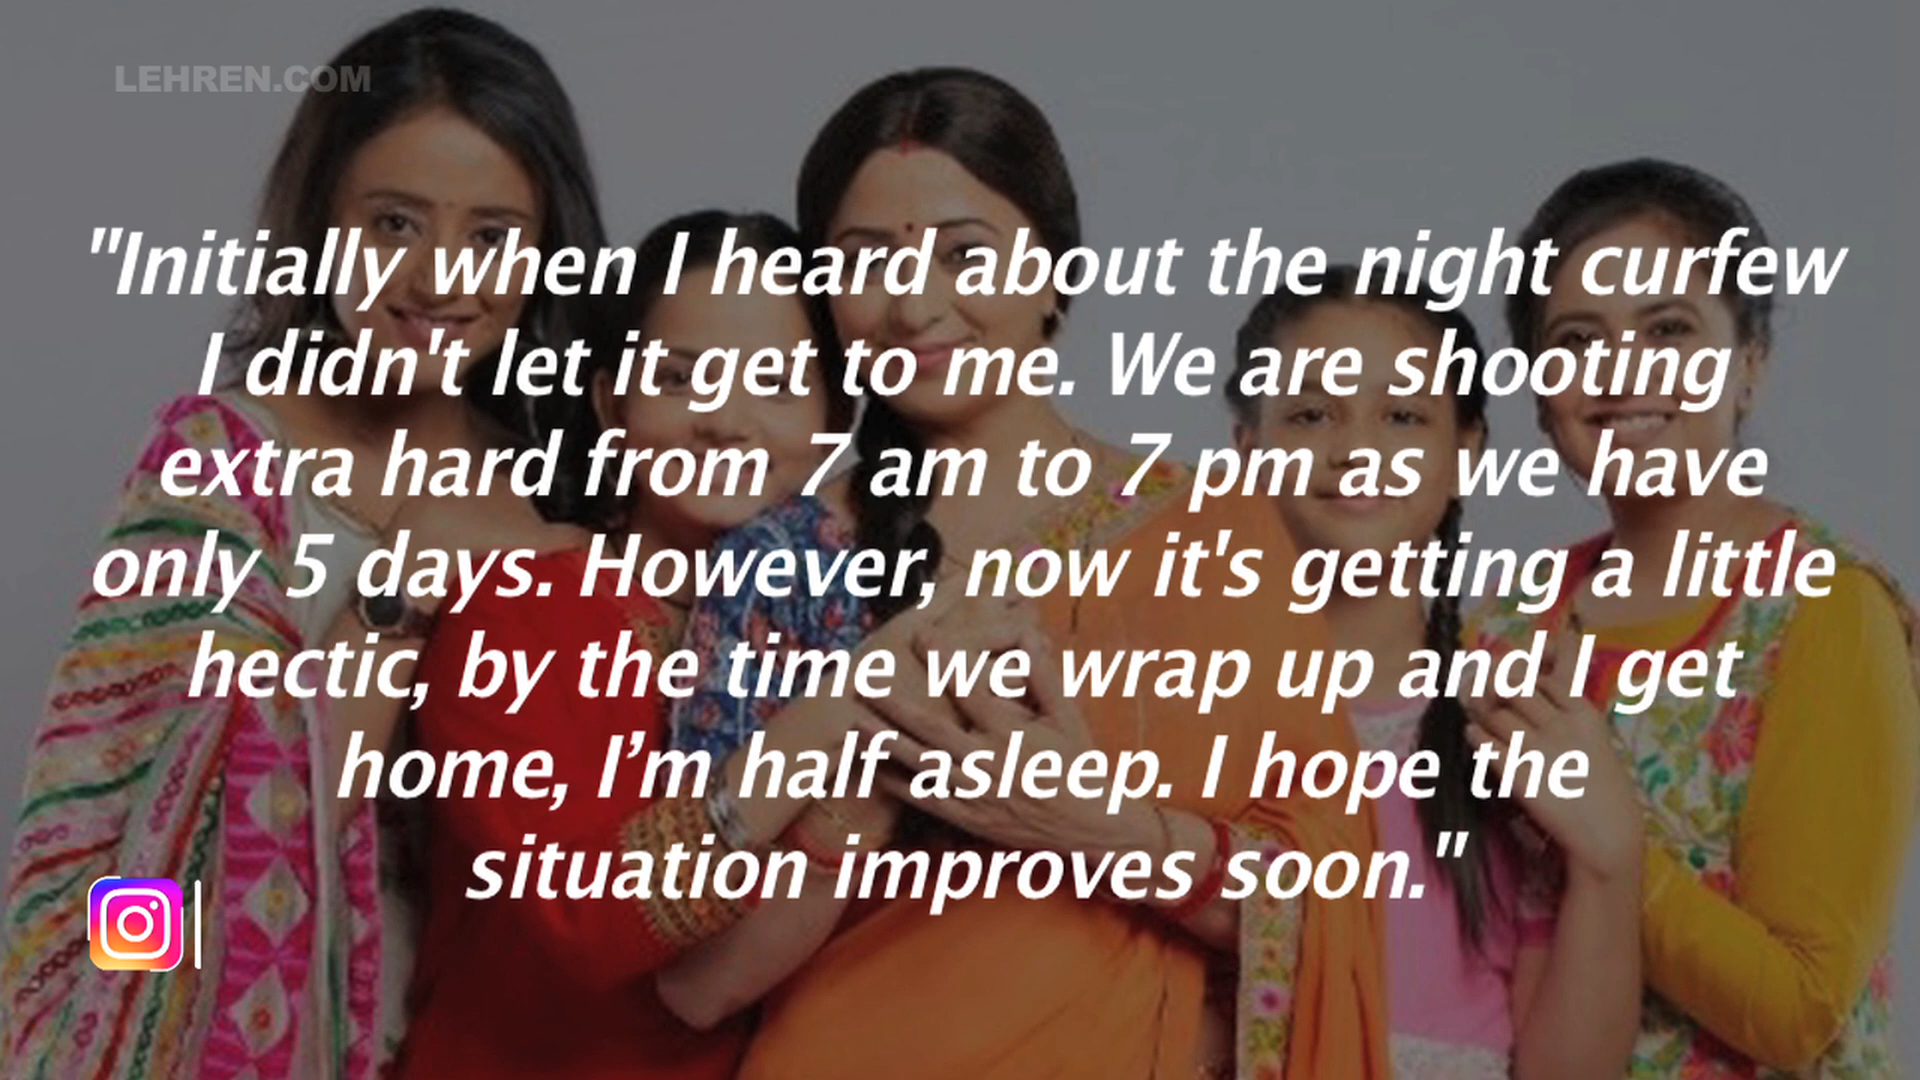 LEHREN.COM
"Initially when I heard about the night curfew
I didn't let it get to me. We are shooting
extra hard from 7 am to 7 pm as we have
only 5 days. However, now it's getting a little
hectic, by the time we wrap up and I get
home, I’m half asleep. I hope the
situation improves soon."